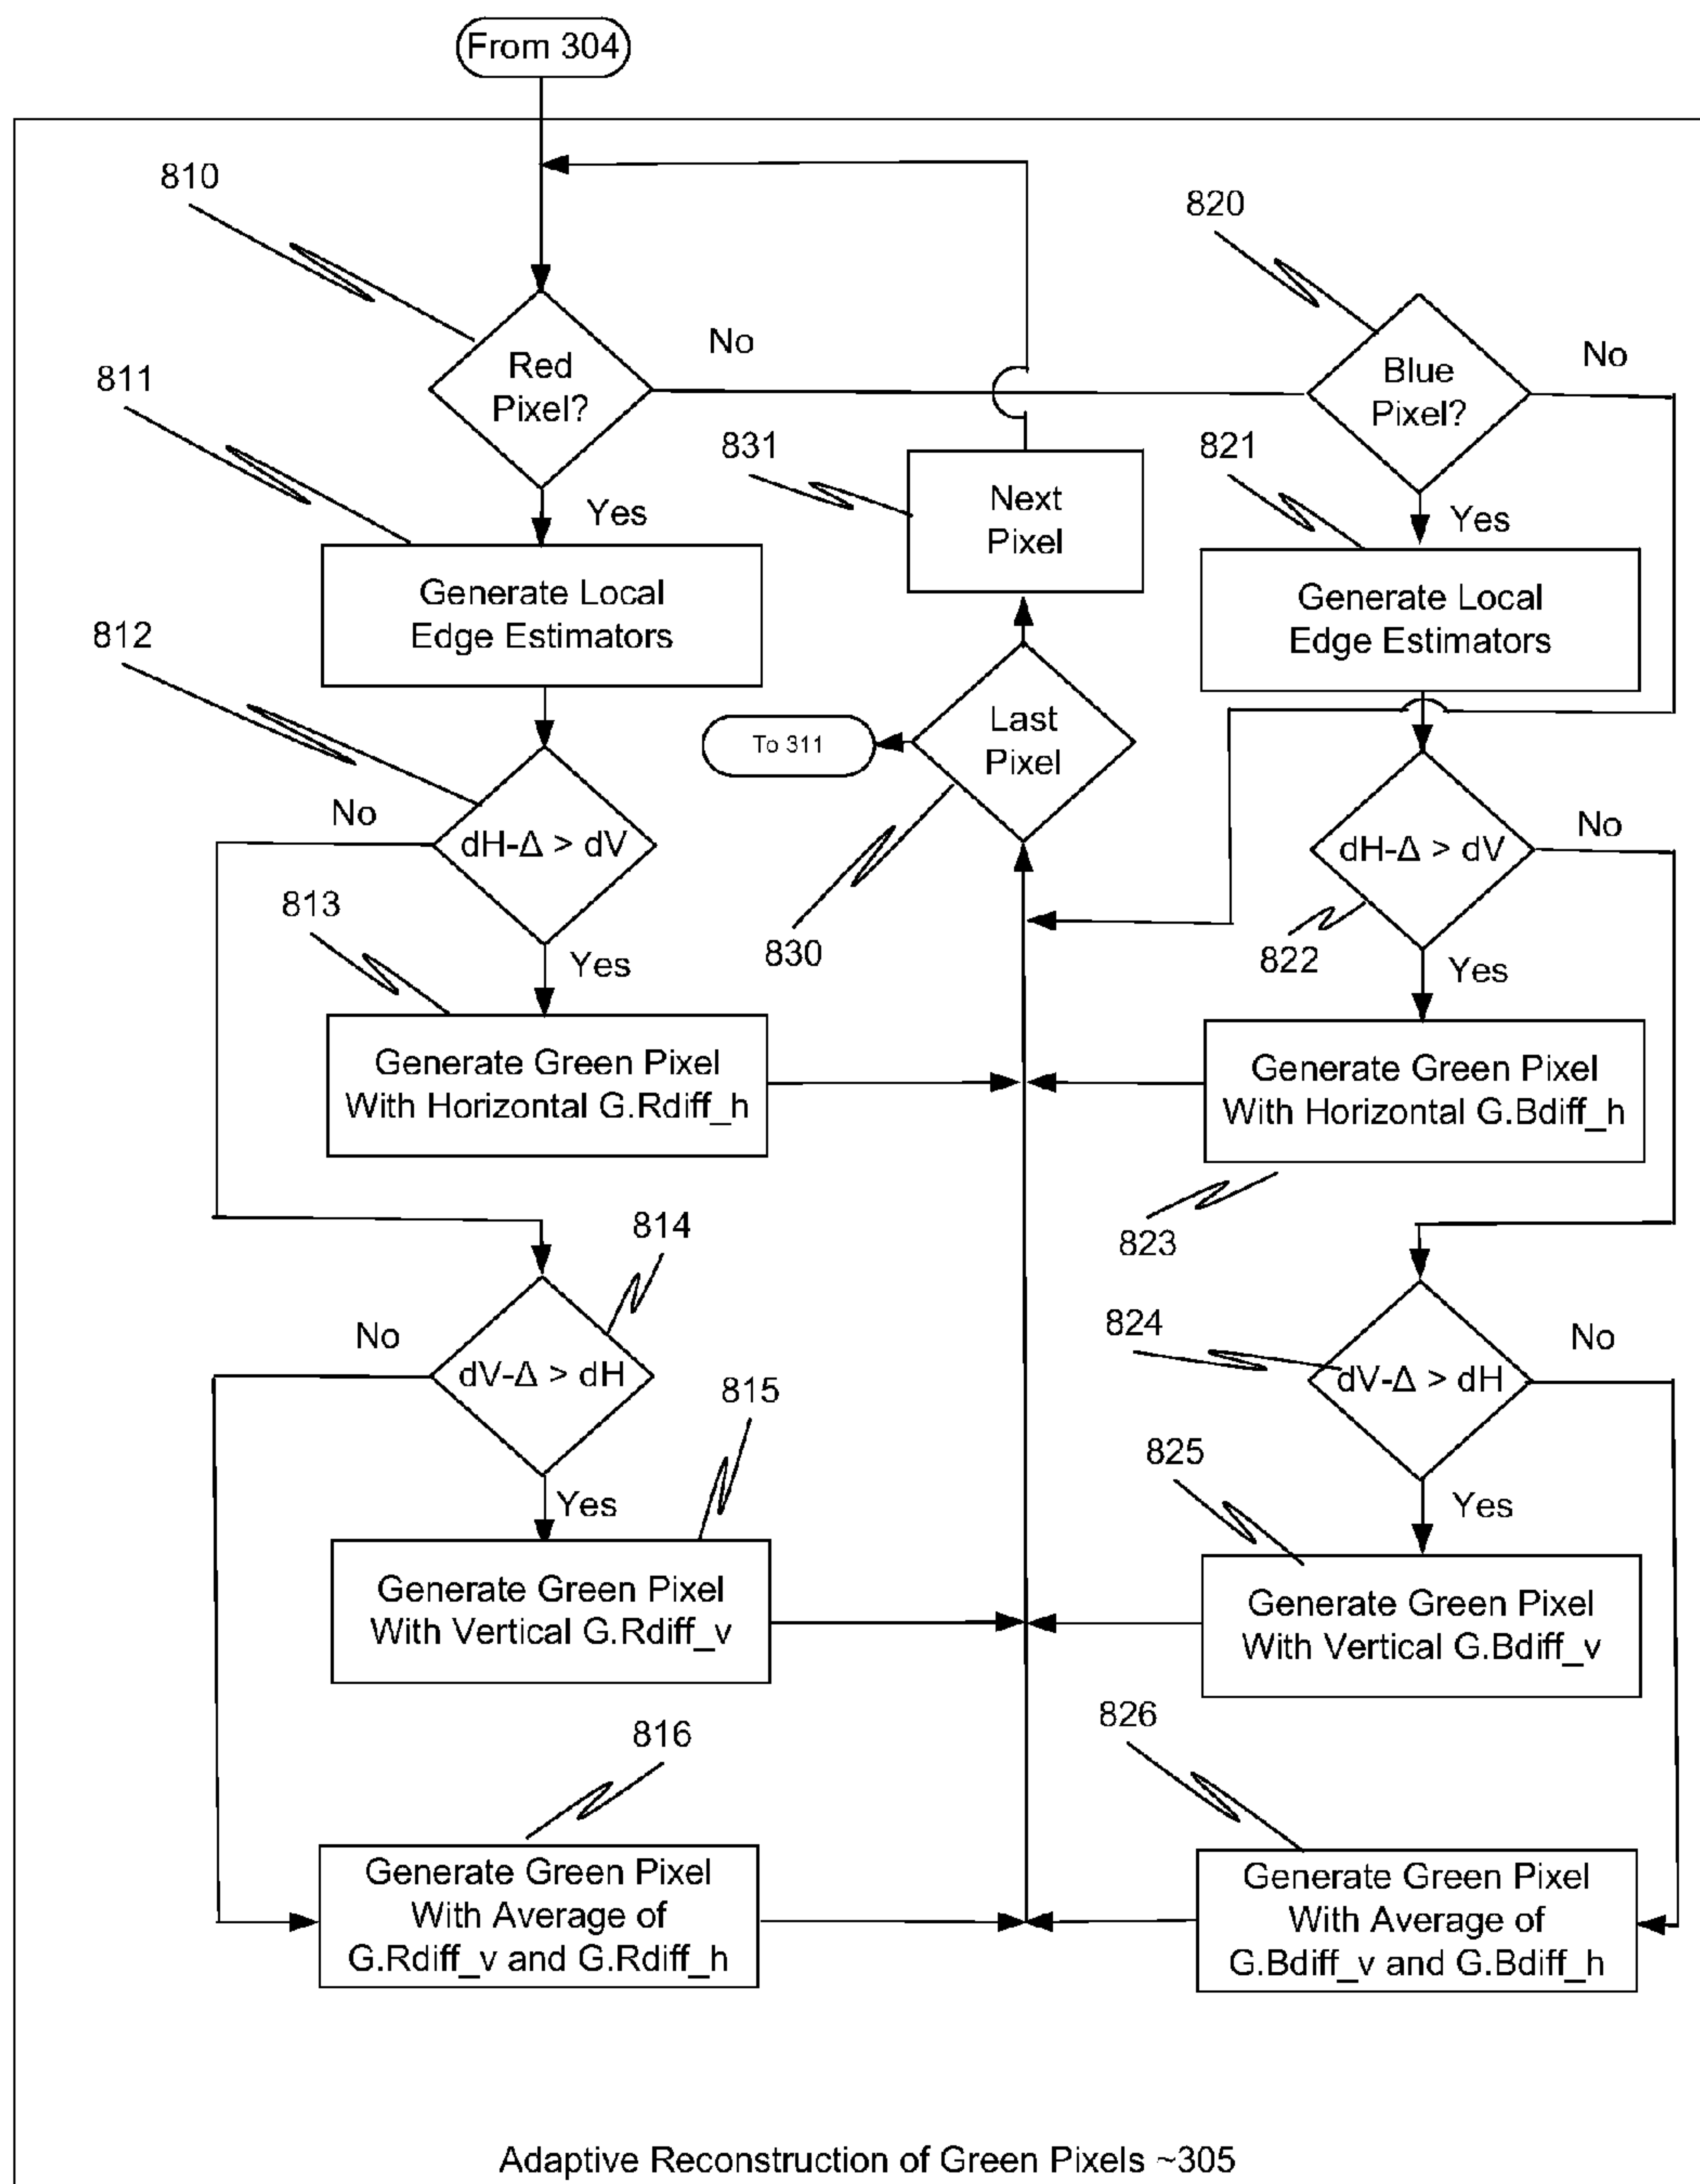 From 304
810
820
Red
Pixel?
No
Blue
Pixel?
No
811
831
821
Yes
Next
Pixel
Yes
Generate Local
Edge Estimators
Generate Local
Edge Estimators
812
Last
Pixel
To 311
No
dH-Δ > dV
dH-Δ > dV
No
813
830
822
Yes
Yes
Generate Green Pixel
With Horizontal G.Rdiff_h
Generate Green Pixel
With Horizontal G.Bdiff_h
814
823
No
dV-Δ > dH
824
dV-Δ > dH
No
815
825
Yes
Yes
Generate Green Pixel
With Vertical G.Rdiff_v
Generate Green Pixel
With Vertical G.Bdiff_v
816
826
Generate Green Pixel
With Average of
G.Rdiff_v and G.Rdiff_h
Generate Green Pixel
With Average of
G.Bdiff_v and G.Bdiff_h
Adaptive Reconstruction of Green Pixels ~305